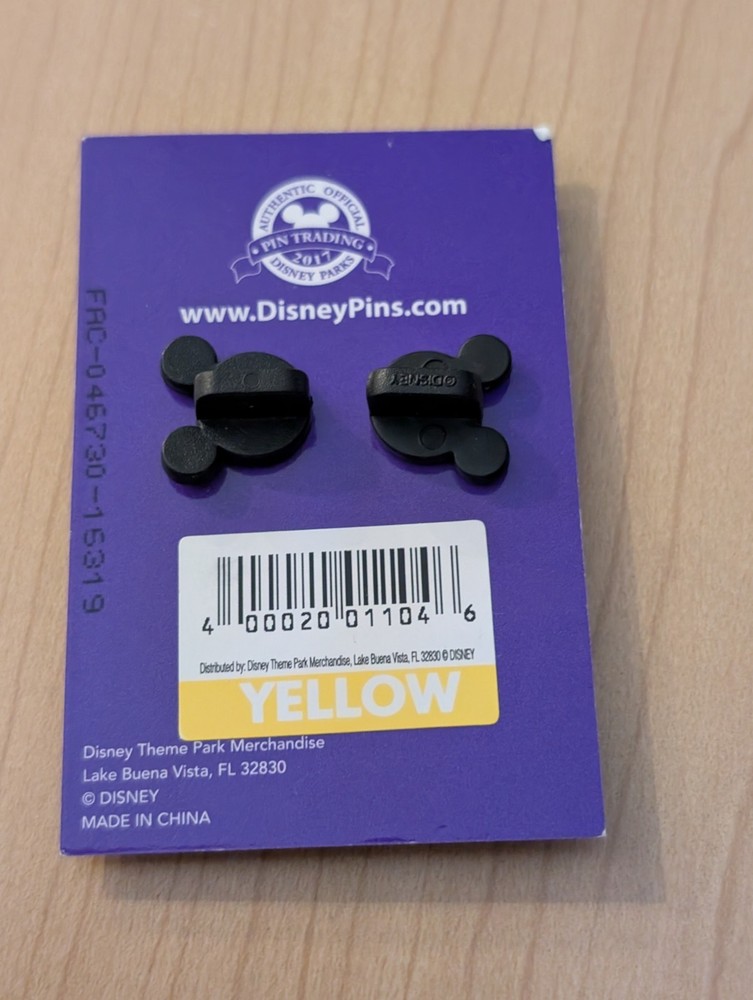 AUTHENTIC OFFICIAL
PIN TRADING
2017
DISNEY PARKS
www.DisneyPins.com
FAC-046730-16319
©DISNEY
4 00020 01104 6
Distributed by: Disney Theme Park Merchandise, Lake Buena Vista, FL 32830 © DISNEY
YELLOW
Disney Theme Park Merchandise
Lake Buena Vista, FL 32830
© DISNEY
MADE IN CHINA